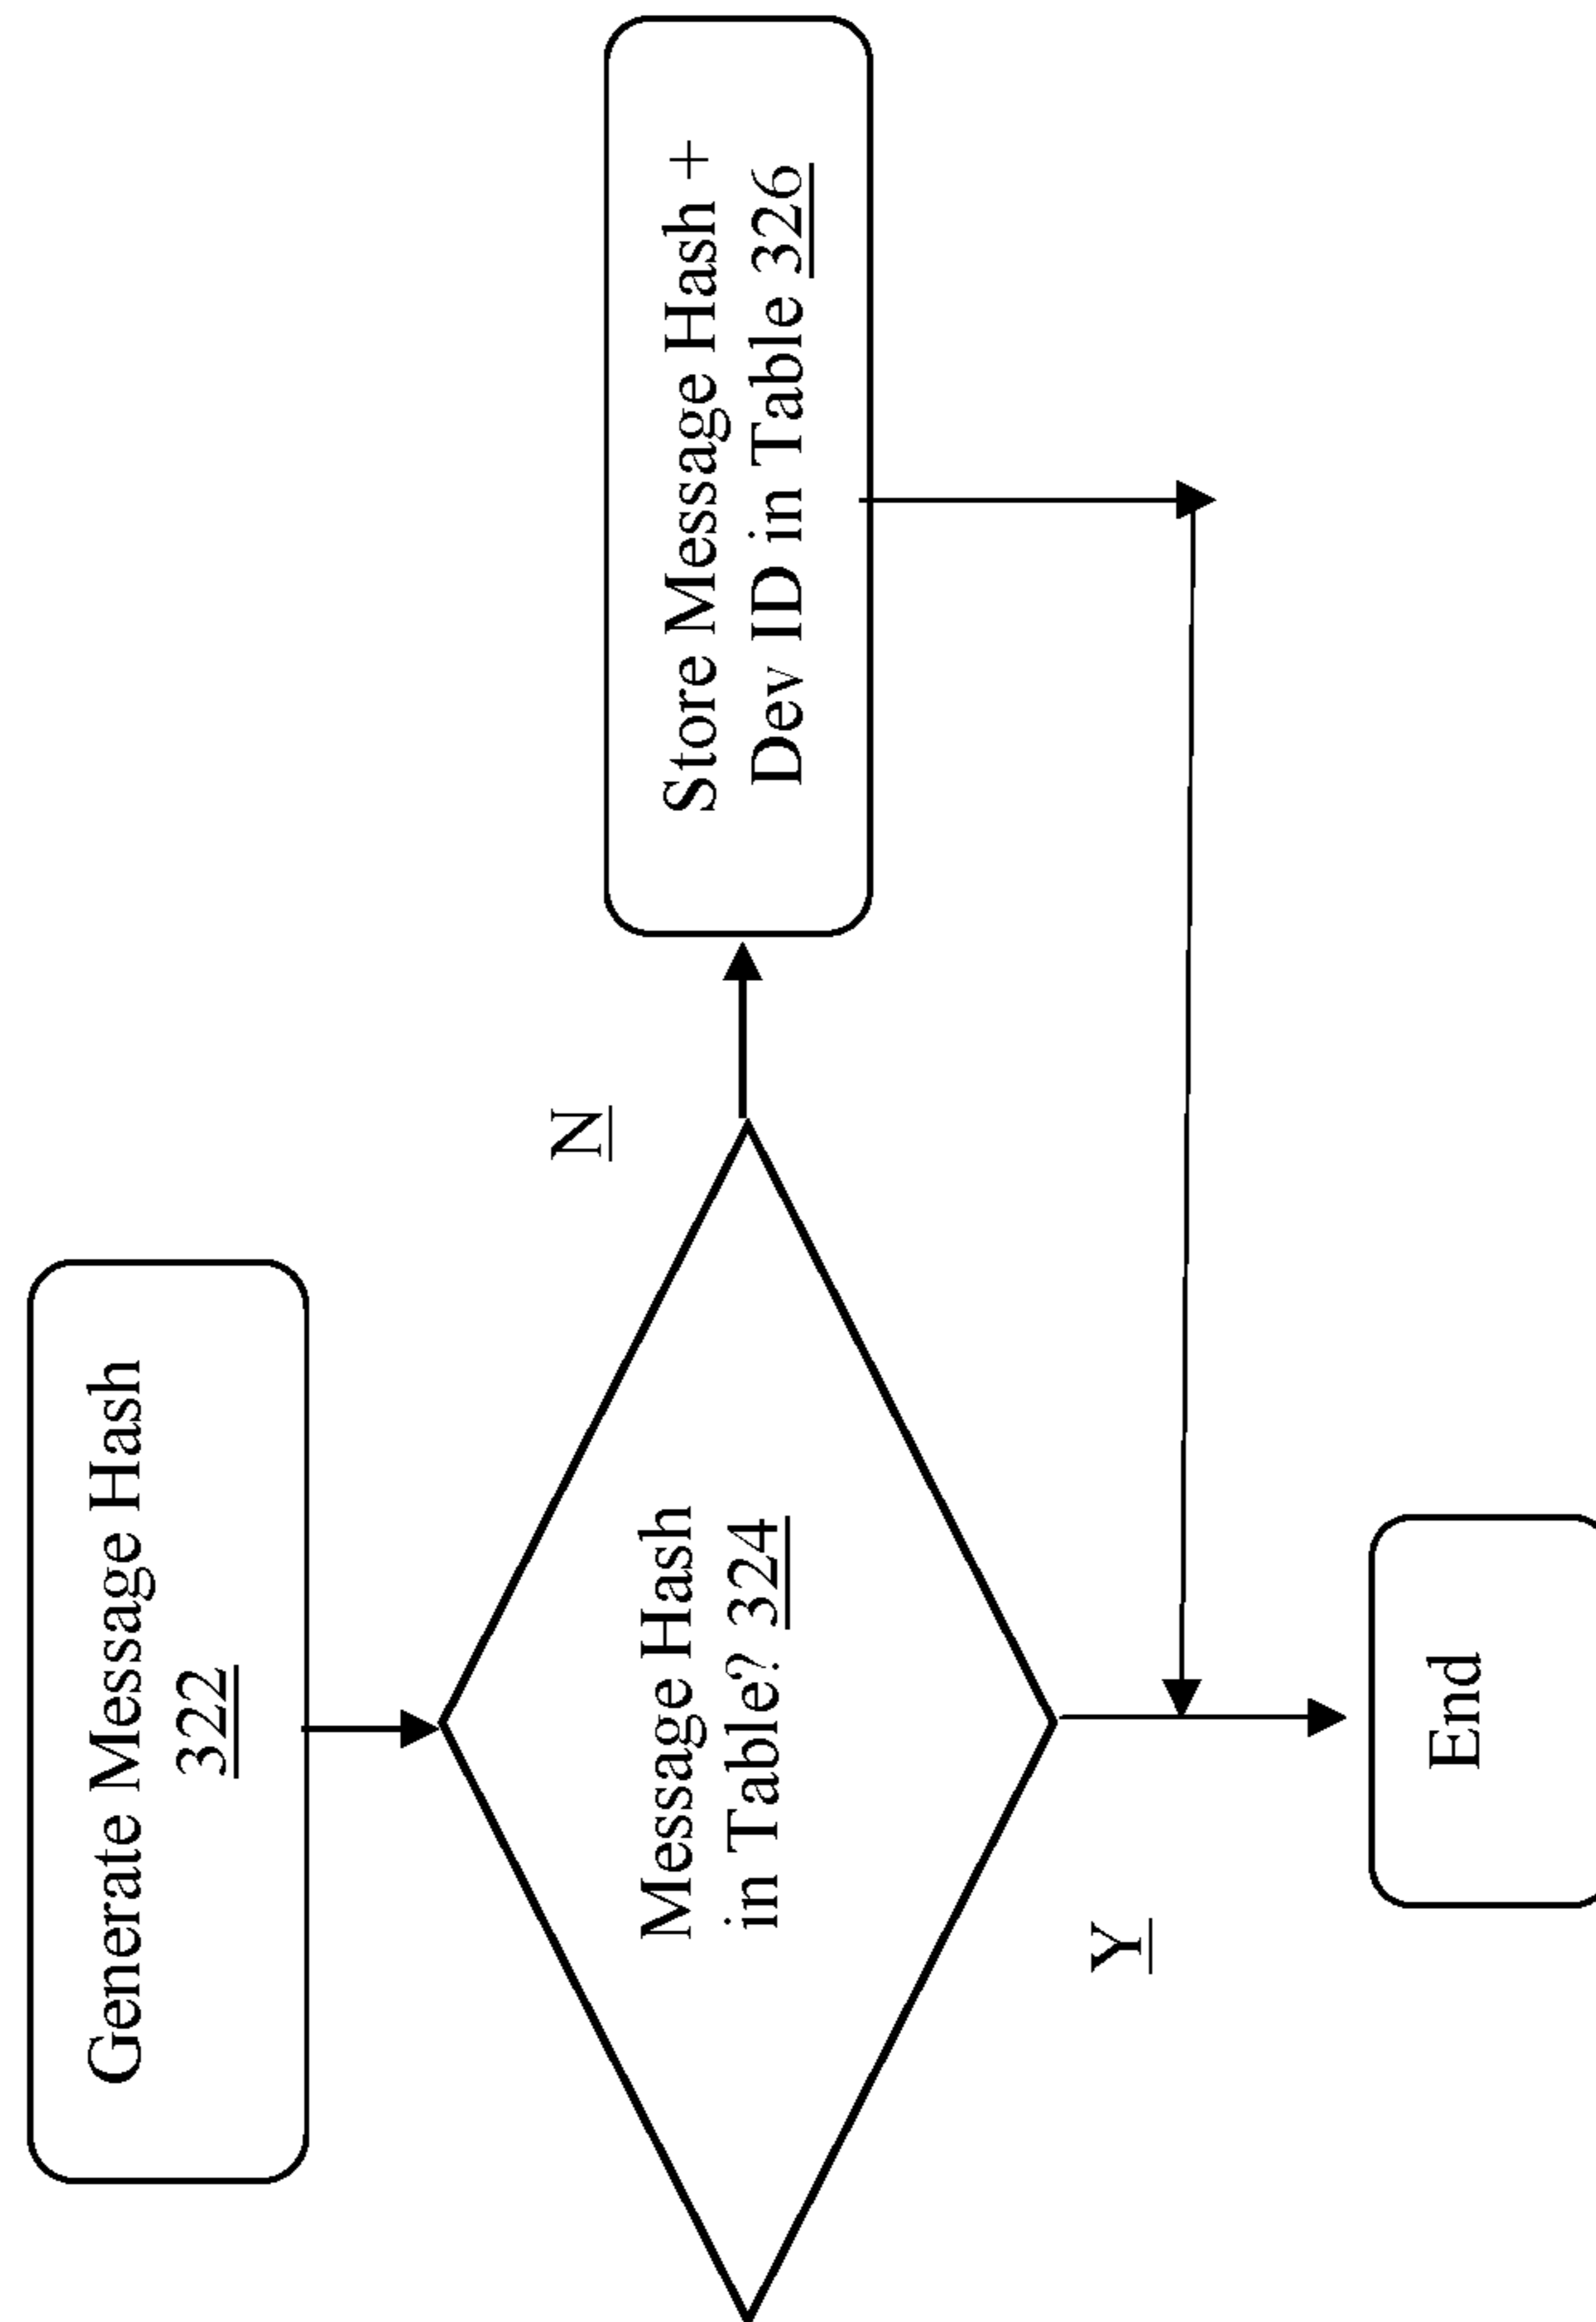 Generate Message Hash
322
Message Hash
in Table? 324
N
Store Message Hash +
Dev ID in Table 326
Y
End